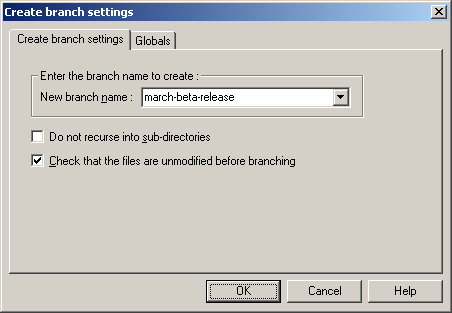 Create branch settings
Create branch settings Globals
Enter the branch name to create :
New branch name : march-beta-release
Do not recurse into sub-directories
Check that the files are unmodified before branching
OK Cancel Help